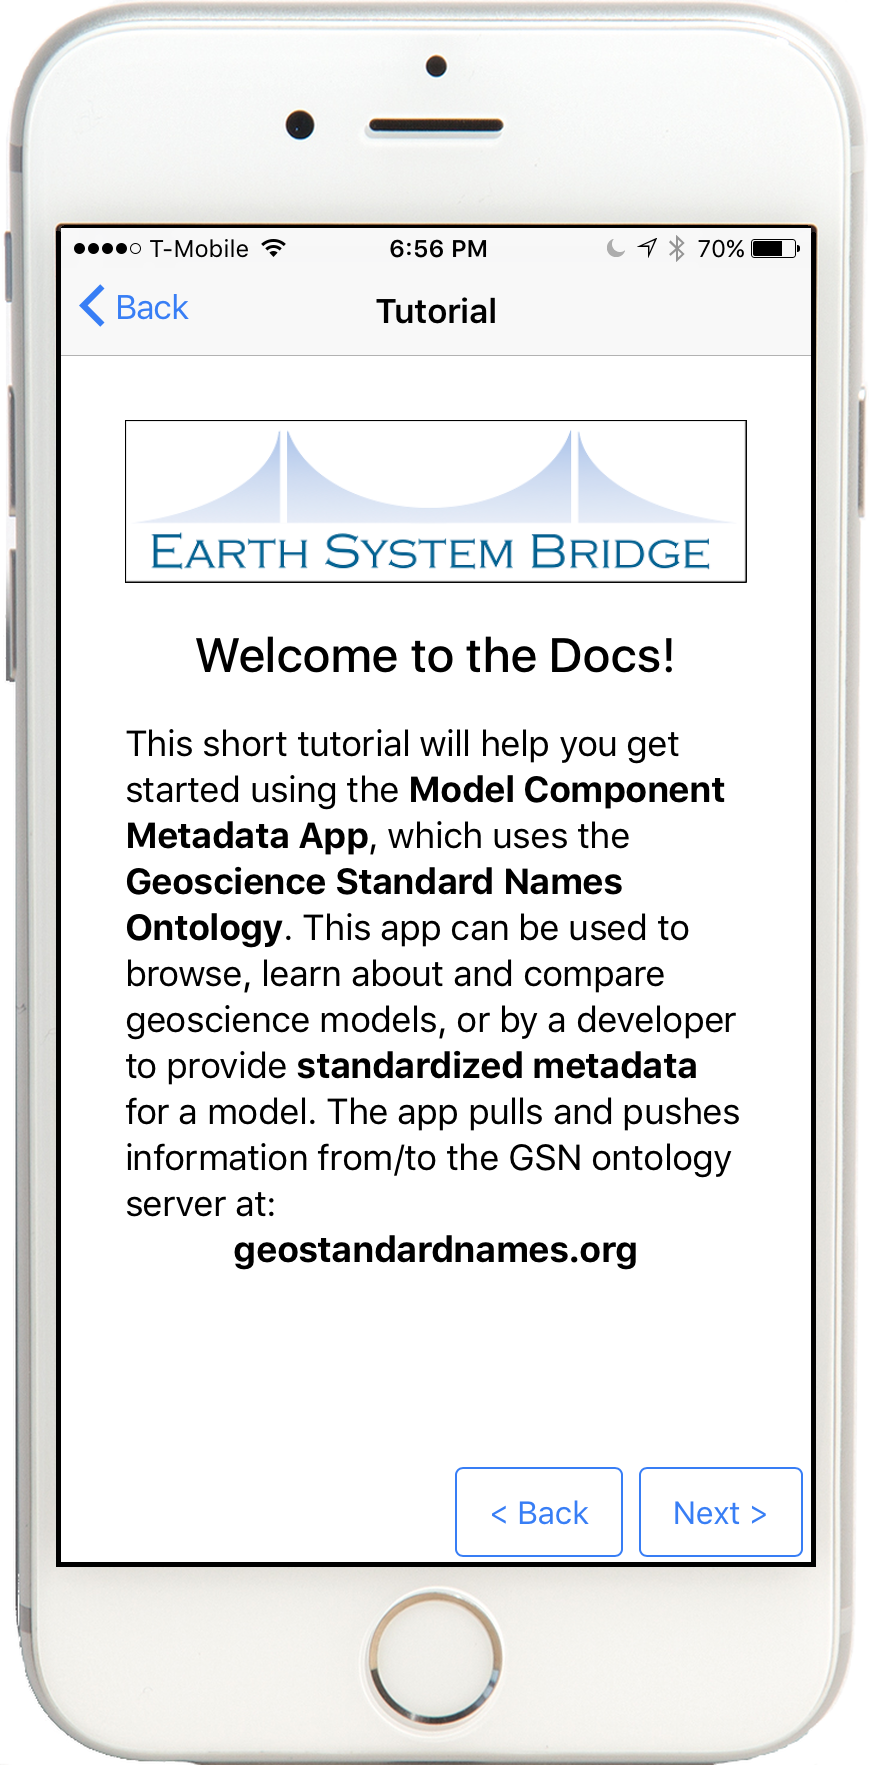 T-Mobile 6:56 PM 70%
Back Tutorial
EARTH SYSTEM BRIDGE
Welcome to the Docs!
This short tutorial will help you get
started using the Model Component
Metadata App, which uses the
Geoscience Standard Names
Ontology. This app can be used to
browse, learn about and compare
geoscience models, or by a developer
to provide standardized metadata
for a model. The app pulls and pushes
information from/to the GSN ontology
server at:
geostandardnames.org
< Back Next >